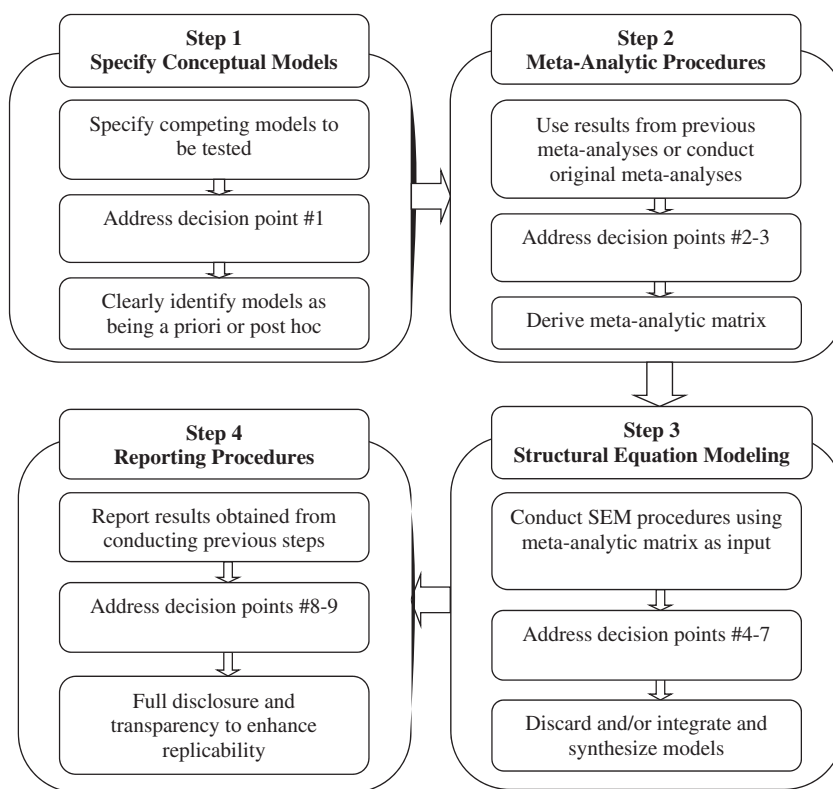 Step 1
Specify Conceptual Models
Specify competing models to
be tested
Address decision point #1
Clearly identify models as
being a priori or post hoc
Step 2
Meta-Analytic Procedures
Use results from previous
meta-analyses or conduct
original meta-analyses
Address decision points #2-3
Derive meta-analytic matrix
Step 3
Structural Equation Modeling
Conduct SEM procedures using
meta-analytic matrix as input
Address decision points #4-7
Discard and/or integrate and
synthesize models
Step 4
Reporting Procedures
Report results obtained from
conducting previous steps
Address decision points #8-9
Full disclosure and
transparency to enhance
replicability